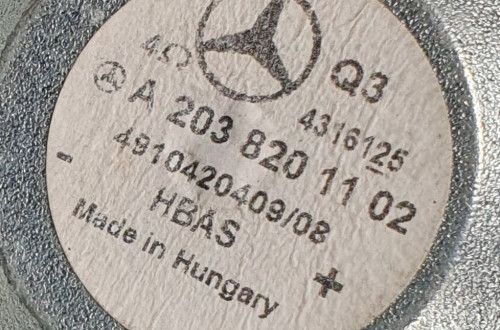 4Ω
Q3
4316125
A 203 820 11 02
4910420409/08
HBAS
-
+
Made in Hungary